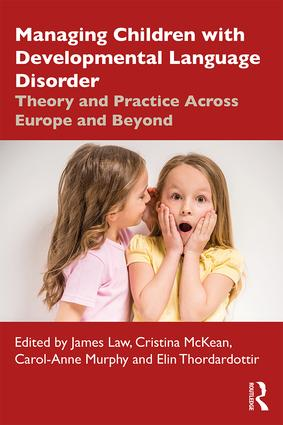 Managing Children with
Developmental Language
Disorder
Theory and Practice Across
Europe and Beyond
Edited by James Law, Cristina McKean,
Carol-Anne Murphy and Elin Thordardottir
ROUTLEDGE